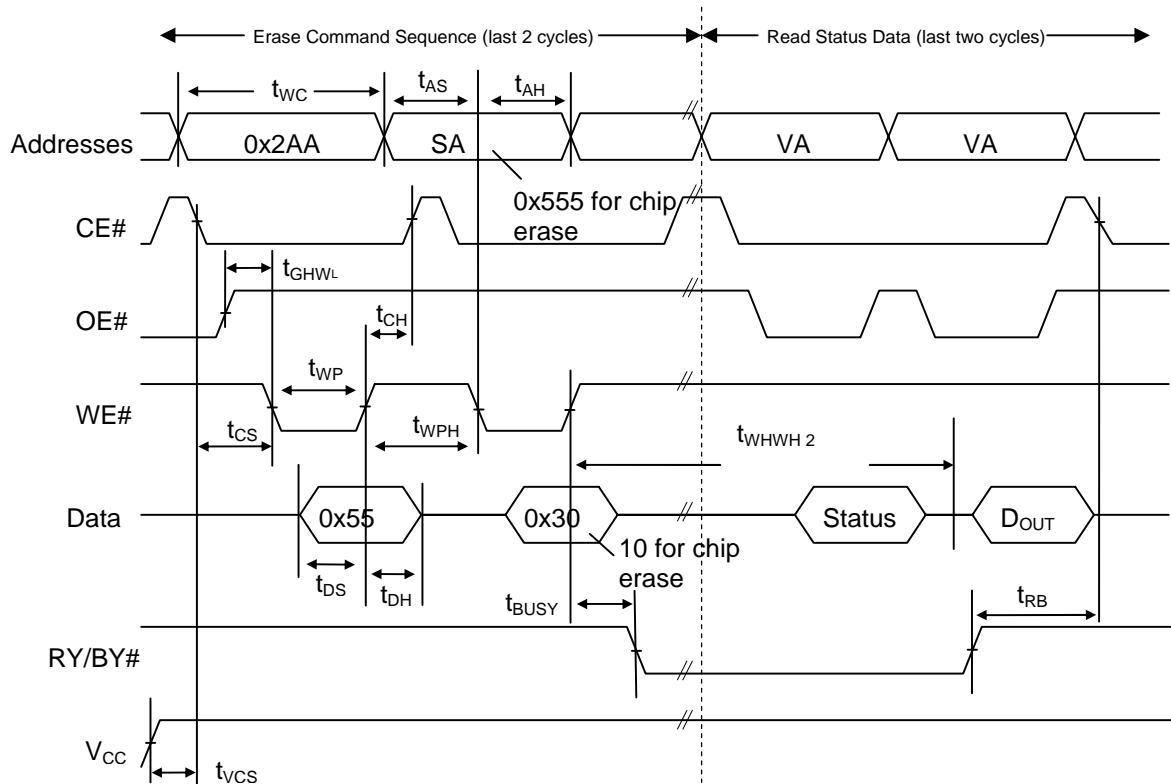 Erase Command Sequence (last 2 cycles) Read Status Data (last two cycles)
tWC tAS tAH
Addresses 0x2AA SA VA VA
0x555 for chip
erase
CE#
tGHWL
OE#
tCH
tWP
WE#
tCS tWPH tWHWH 2
Data 0x55 0x30 Status DOUT
10 for chip
erase
tDS tDH
tBUSY tRB
RY/BY#
VCC
tVCS